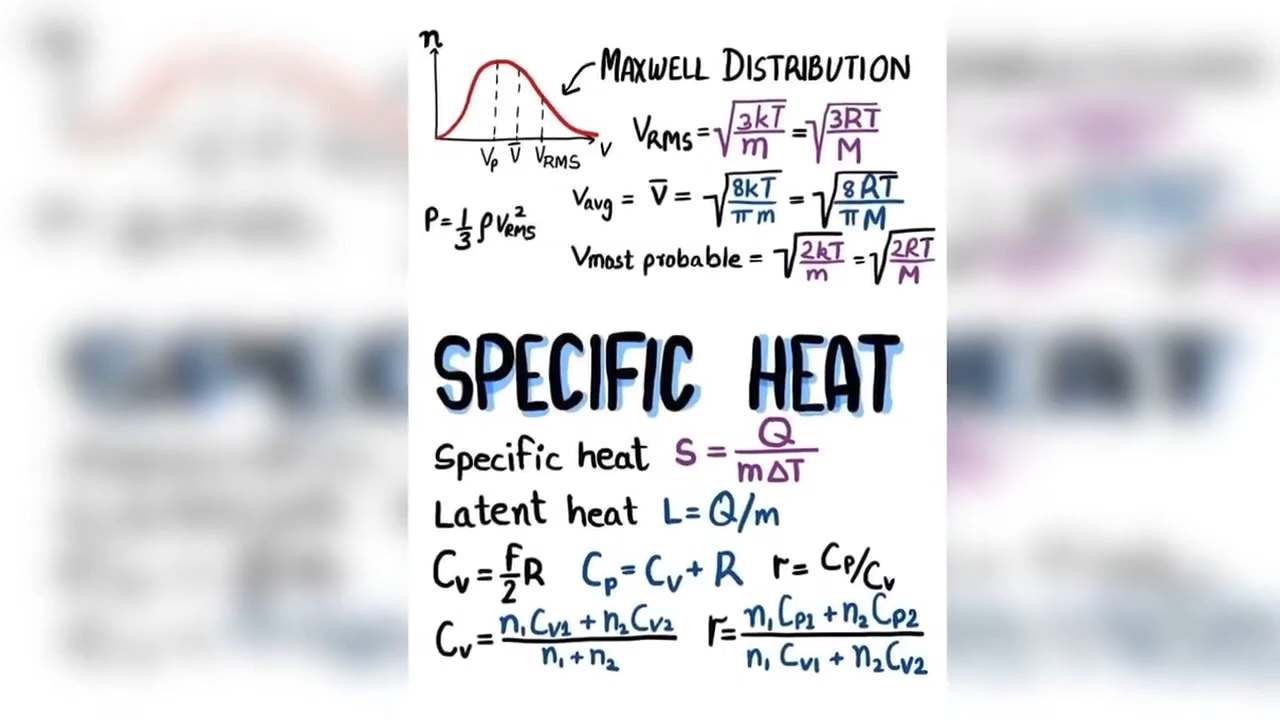 n
MAXWELL DISTRIBUTION
Vp V̅ VRMS V
VRMS = √(3kT/m) = √(3RT/M)
Vavg = V̅ = √(8kT/πm) = √(8RT/πM)
P = 1/3 ρ V²RMS
Vmost probable = √(2kT/m) = √(2RT/M)
SPECIFIC HEAT
Specific heat S = Q/mΔT
Latent heat L = Q/m
Cv = f/2 R Cp = Cv + R r = Cp/Cv
Cv = (n₁Cv1 + n₂Cv2)/(n₁ + n₂) r = (n₁Cp1 + n₂Cp2)/(n₁Cv1 + n₂Cv2)